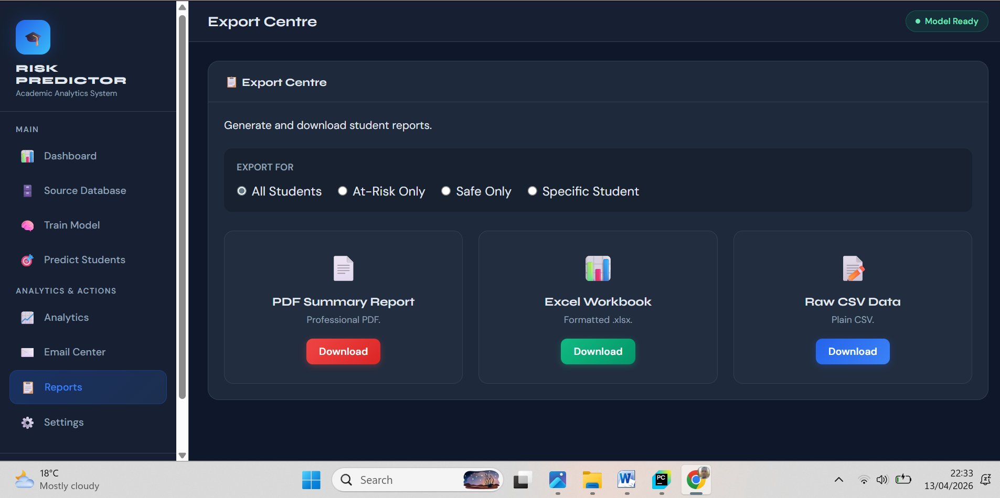 RISK
PREDICTOR
Academic Analytics System
MAIN
Dashboard
Source Database
Train Model
Predict Students
ANALYTICS & ACTIONS
Analytics
Email Center
Reports
Settings
Export Centre
Model Ready
Export Centre
Generate and download student reports.
EXPORT FOR
All Students At-Risk Only Safe Only Specific Student
PDF Summary Report
Professional PDF.
Download
Excel Workbook
Formatted .xlsx.
Download
Raw CSV Data
Plain CSV.
Download
18°C
Mostly cloudy
Search
W
PC
22:33
13/04/2026